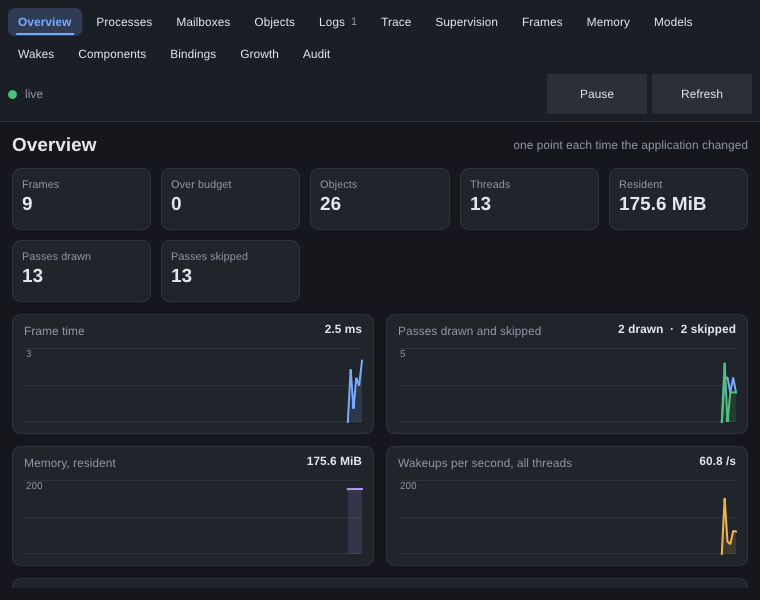 Overview Processes Mailboxes Objects Logs 1 Trace Supervision Frames Memory Models
Wakes Components Bindings Growth Audit
live Pause Refresh
Overview one point each time the application changed
Frames Over budget Objects Threads Resident
9 0 26 13 175.6 MiB
Passes drawn Passes skipped
13 13
Frame time 2.5 ms Passes drawn and skipped 2 drawn · 2 skipped
3 5
Memory, resident 175.6 MiB Wakeups per second, all threads 60.8 /s
200 200